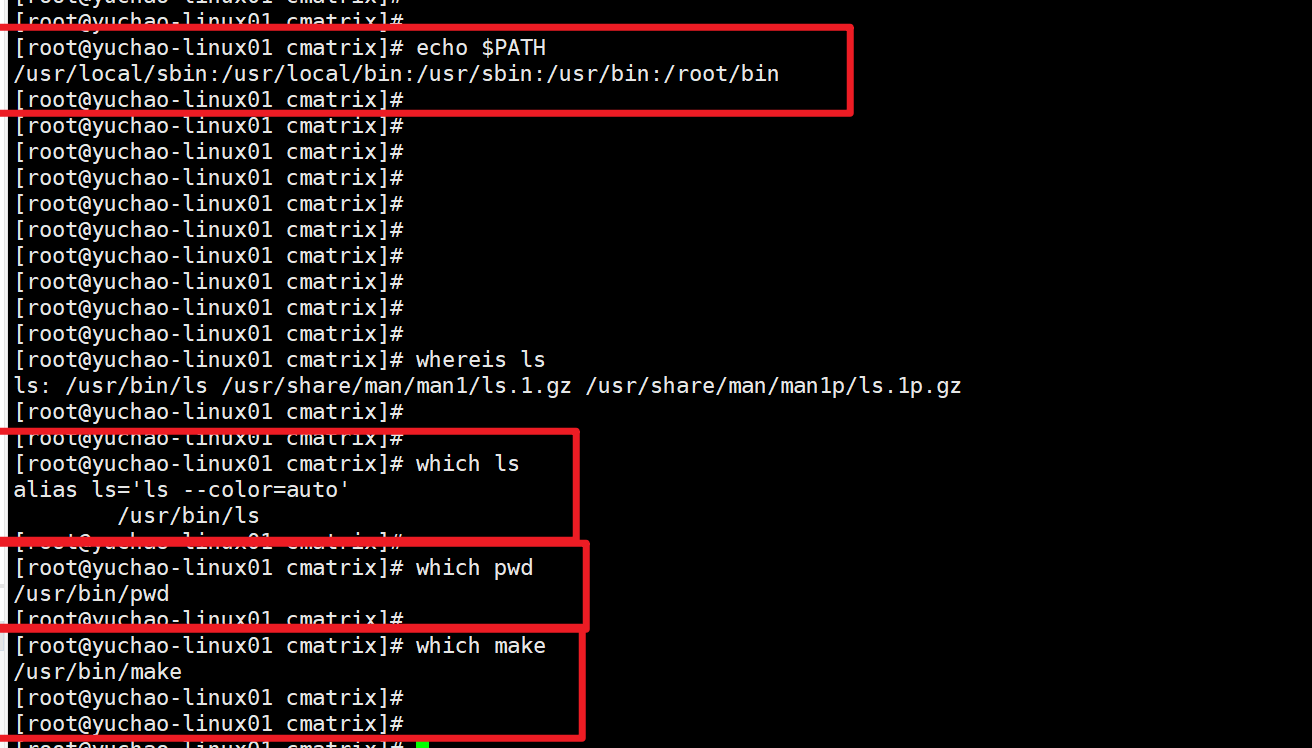 [root@yuchao-linux01 cmatrix]#
[root@yuchao-linux01 cmatrix]# echo $PATH
/usr/local/sbin:/usr/local/bin:/usr/sbin:/usr/bin:/root/bin
[root@yuchao-linux01 cmatrix]#
[root@yuchao-linux01 cmatrix]#
[root@yuchao-linux01 cmatrix]#
[root@yuchao-linux01 cmatrix]#
[root@yuchao-linux01 cmatrix]#
[root@yuchao-linux01 cmatrix]#
[root@yuchao-linux01 cmatrix]#
[root@yuchao-linux01 cmatrix]#
[root@yuchao-linux01 cmatrix]#
[root@yuchao-linux01 cmatrix]#
[root@yuchao-linux01 cmatrix]# whereis ls
ls: /usr/bin/ls /usr/share/man/man1/ls.1.gz /usr/share/man/man1p/ls.1p.gz
[root@yuchao-linux01 cmatrix]#
[root@yuchao-linux01 cmatrix]#
[root@yuchao-linux01 cmatrix]# which ls
alias ls='ls --color=auto'
        /usr/bin/ls
[root@yuchao-linux01 cmatrix]#
[root@yuchao-linux01 cmatrix]# which pwd
/usr/bin/pwd
[root@yuchao-linux01 cmatrix]#
[root@yuchao-linux01 cmatrix]# which make
/usr/bin/make
[root@yuchao-linux01 cmatrix]#
[root@yuchao-linux01 cmatrix]#
[root@yuchao-linux01 cmatrix]#